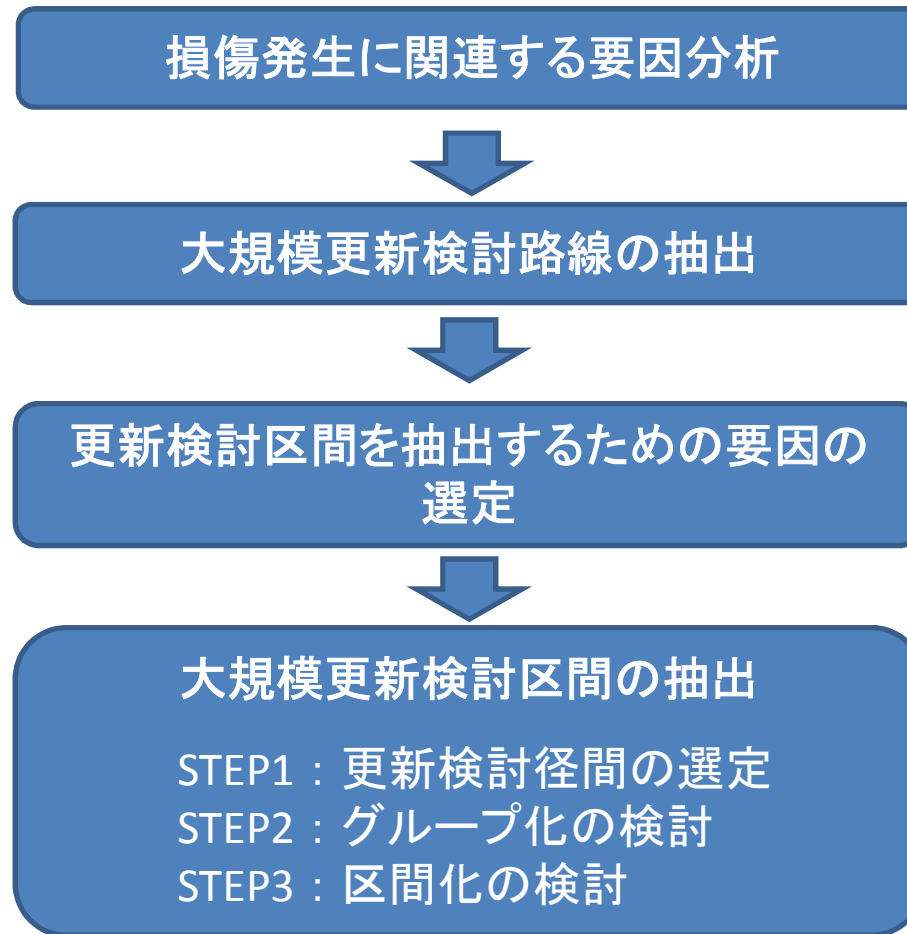 損傷発生に関連する要因分析
大規模更新検討路線の抽出
更新検討区間を抽出するための要因の
選定
大規模更新検討区間の抽出
STEP1：更新検討径間の選定
STEP2：グループ化の検討
STEP3：区間化の検討